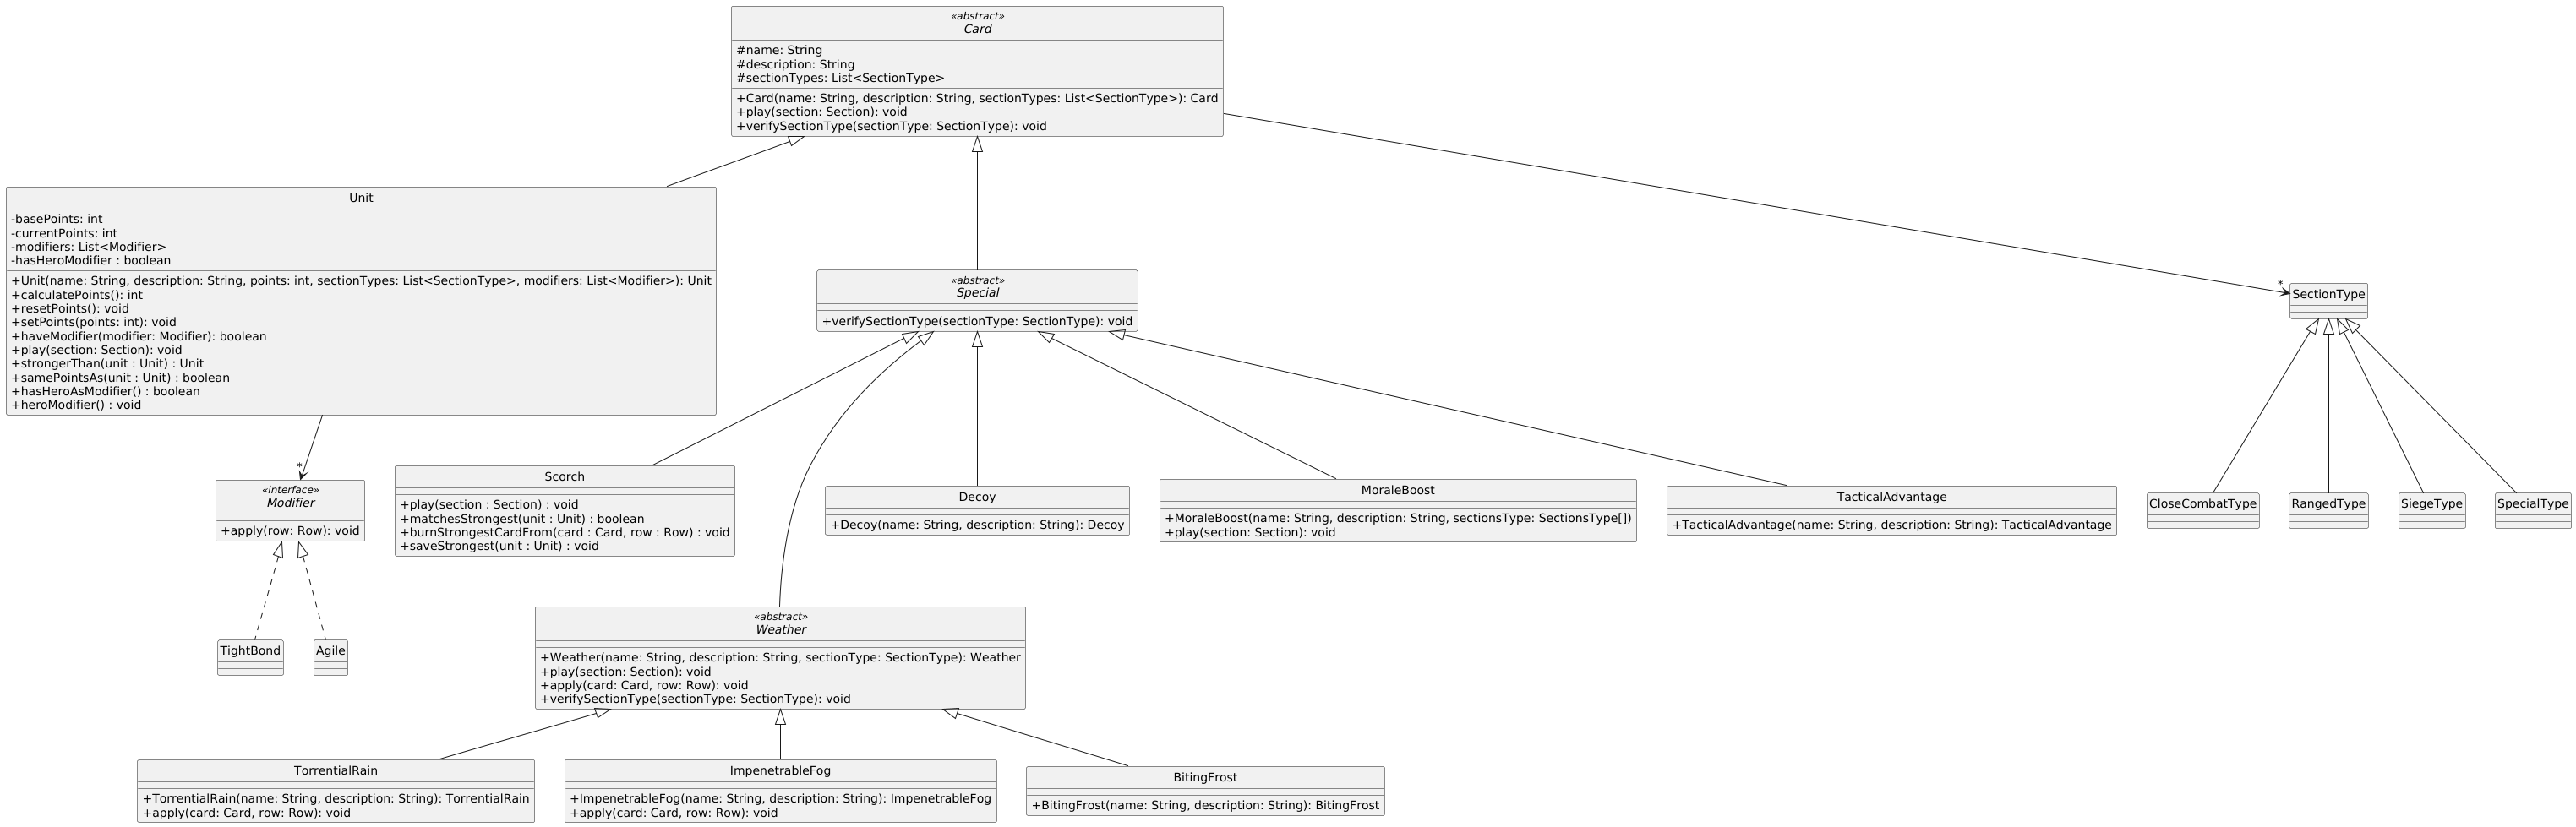 «abstract»
Card
#name: String
#description: String
#sectionTypes: List<SectionType>
+Card(name: String, description: String, sectionTypes: List<SectionType>): Card
+play(section: Section): void
+verifySectionType(sectionType: SectionType): void
Unit
-basePoints: int
-currentPoints: int
-modifiers: List<Modifier>
-hasHeroModifier : boolean
+Unit(name: String, description: String, points: int, sectionTypes: List<SectionType>, modifiers: List<Modifier>): Unit
+calculatePoints(): int
+resetPoints(): void
+setPoints(points: int): void
+haveModifier(modifier: Modifier): boolean
+play(section: Section): void
+strongerThan(unit : Unit) : Unit
+samePointsAs(unit : Unit) : boolean
+hasHeroAsModifier() : boolean
+heroModifier() : void
«abstract»
Special
+verifySectionType(sectionType: SectionType): void
*
SectionType
*
«interface»
Modifier
+apply(row: Row): void
Scorch
+play(section : Section) : void
+matchesStrongest(unit : Unit) : boolean
+burnStrongestCardFrom(card : Card, row : Row) : void
+saveStrongest(unit : Unit) : void
Decoy
+Decoy(name: String, description: String): Decoy
MoraleBoost
+MoraleBoost(name: String, description: String, sectionsType: SectionsType[])
+play(section: Section): void
TacticalAdvantage
+TacticalAdvantage(name: String, description: String): TacticalAdvantage
CloseCombatType
RangedType
SiegeType
SpecialType
TightBond
Agile
«abstract»
Weather
+Weather(name: String, description: String, sectionType: SectionType): Weather
+play(section: Section): void
+apply(card: Card, row: Row): void
+verifySectionType(sectionType: SectionType): void
TorrentialRain
+TorrentialRain(name: String, description: String): TorrentialRain
+apply(card: Card, row: Row): void
ImpenetrableFog
+ImpenetrableFog(name: String, description: String): ImpenetrableFog
+apply(card: Card, row: Row): void
BitingFrost
+BitingFrost(name: String, description: String): BitingFrost